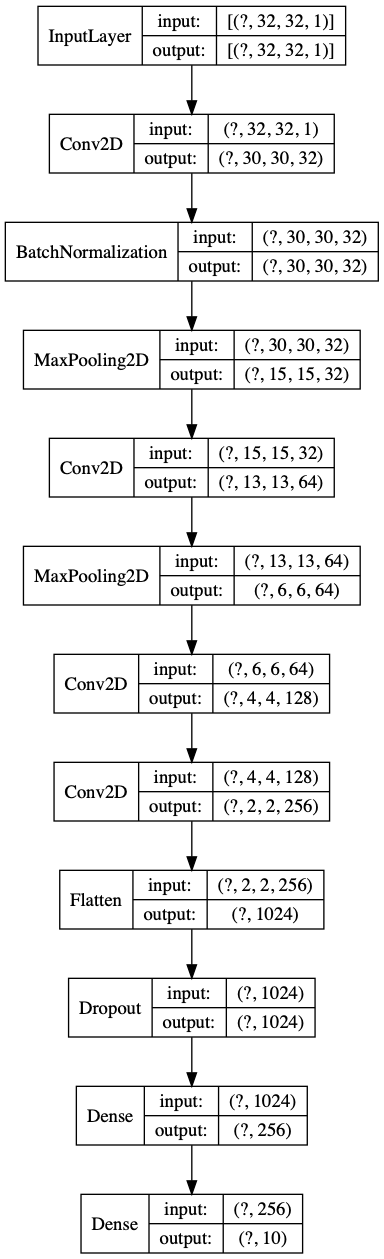 InputLayer
input: [(?, 32, 32, 1)]
output: [(?, 32, 32, 1)]
Conv2D
input: (?, 32, 32, 1)
output: (?, 30, 30, 32)
BatchNormalization
input: (?, 30, 30, 32)
output: (?, 30, 30, 32)
MaxPooling2D
input: (?, 30, 30, 32)
output: (?, 15, 15, 32)
Conv2D
input: (?, 15, 15, 32)
output: (?, 13, 13, 64)
MaxPooling2D
input: (?, 13, 13, 64)
output: (?, 6, 6, 64)
Conv2D
input: (?, 6, 6, 64)
output: (?, 4, 4, 128)
Conv2D
input: (?, 4, 4, 128)
output: (?, 2, 2, 256)
Flatten
input: (?, 2, 2, 256)
output: (?, 1024)
Dropout
input: (?, 1024)
output: (?, 1024)
Dense
input: (?, 1024)
output: (?, 256)
Dense
input: (?, 256)
output: (?, 10)